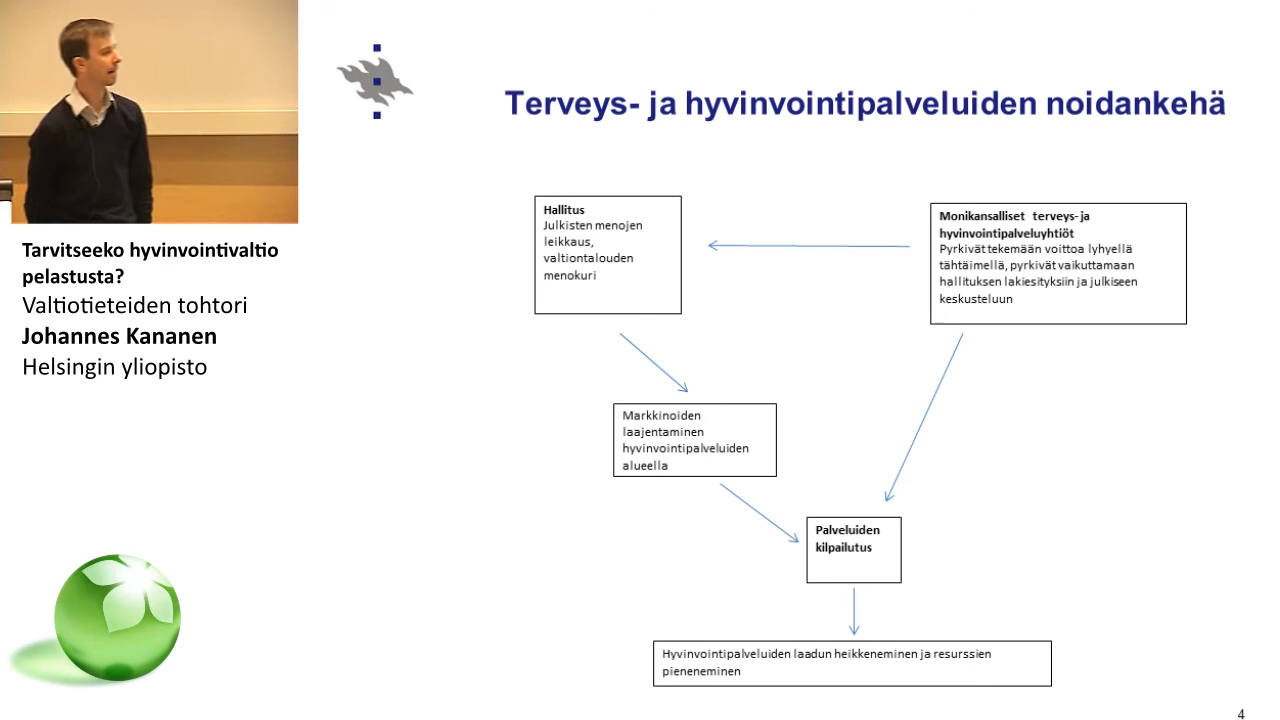 Terveys- ja hyvinvointipalveluiden noidankehä
Tarvitseeko hyvinvointivaltio
pelastusta?
Valtiotieteiden tohtori
Johannes Kananen
Helsingin yliopisto
Hallitus
Julkisten menojen
leikkaus,
valtiontalouden
menokuri
Monikansalliset terveys- ja
hyvinvointipalveluyhtiöt
Pyrkivät tekemään voittoa lyhyellä
tähtäimellä, pyrkivät vaikuttamaan
hallituksen lakiesityksiin ja julkiseen
keskusteluun
Markkinoiden
laajentaminen
hyvinvointipalveluiden
alueella
Palveluiden
kilpailutus
Hyvinvointipalveluiden laadun heikkeneminen ja resurssien
pieneneminen
4